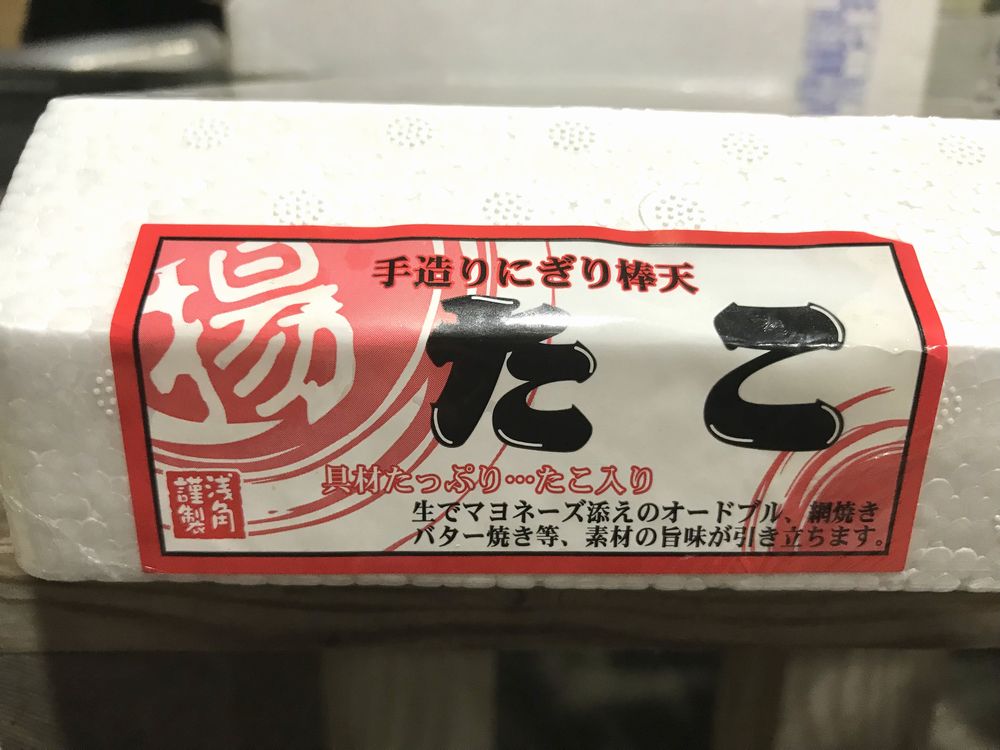 揚
手造りにぎり棒天
たこ
具材たっぷり…たこ入り
生でマヨネーズ添えのオードブル、網焼き
バター焼き等、素材の旨味が引き立ちます。
浅角
謹製